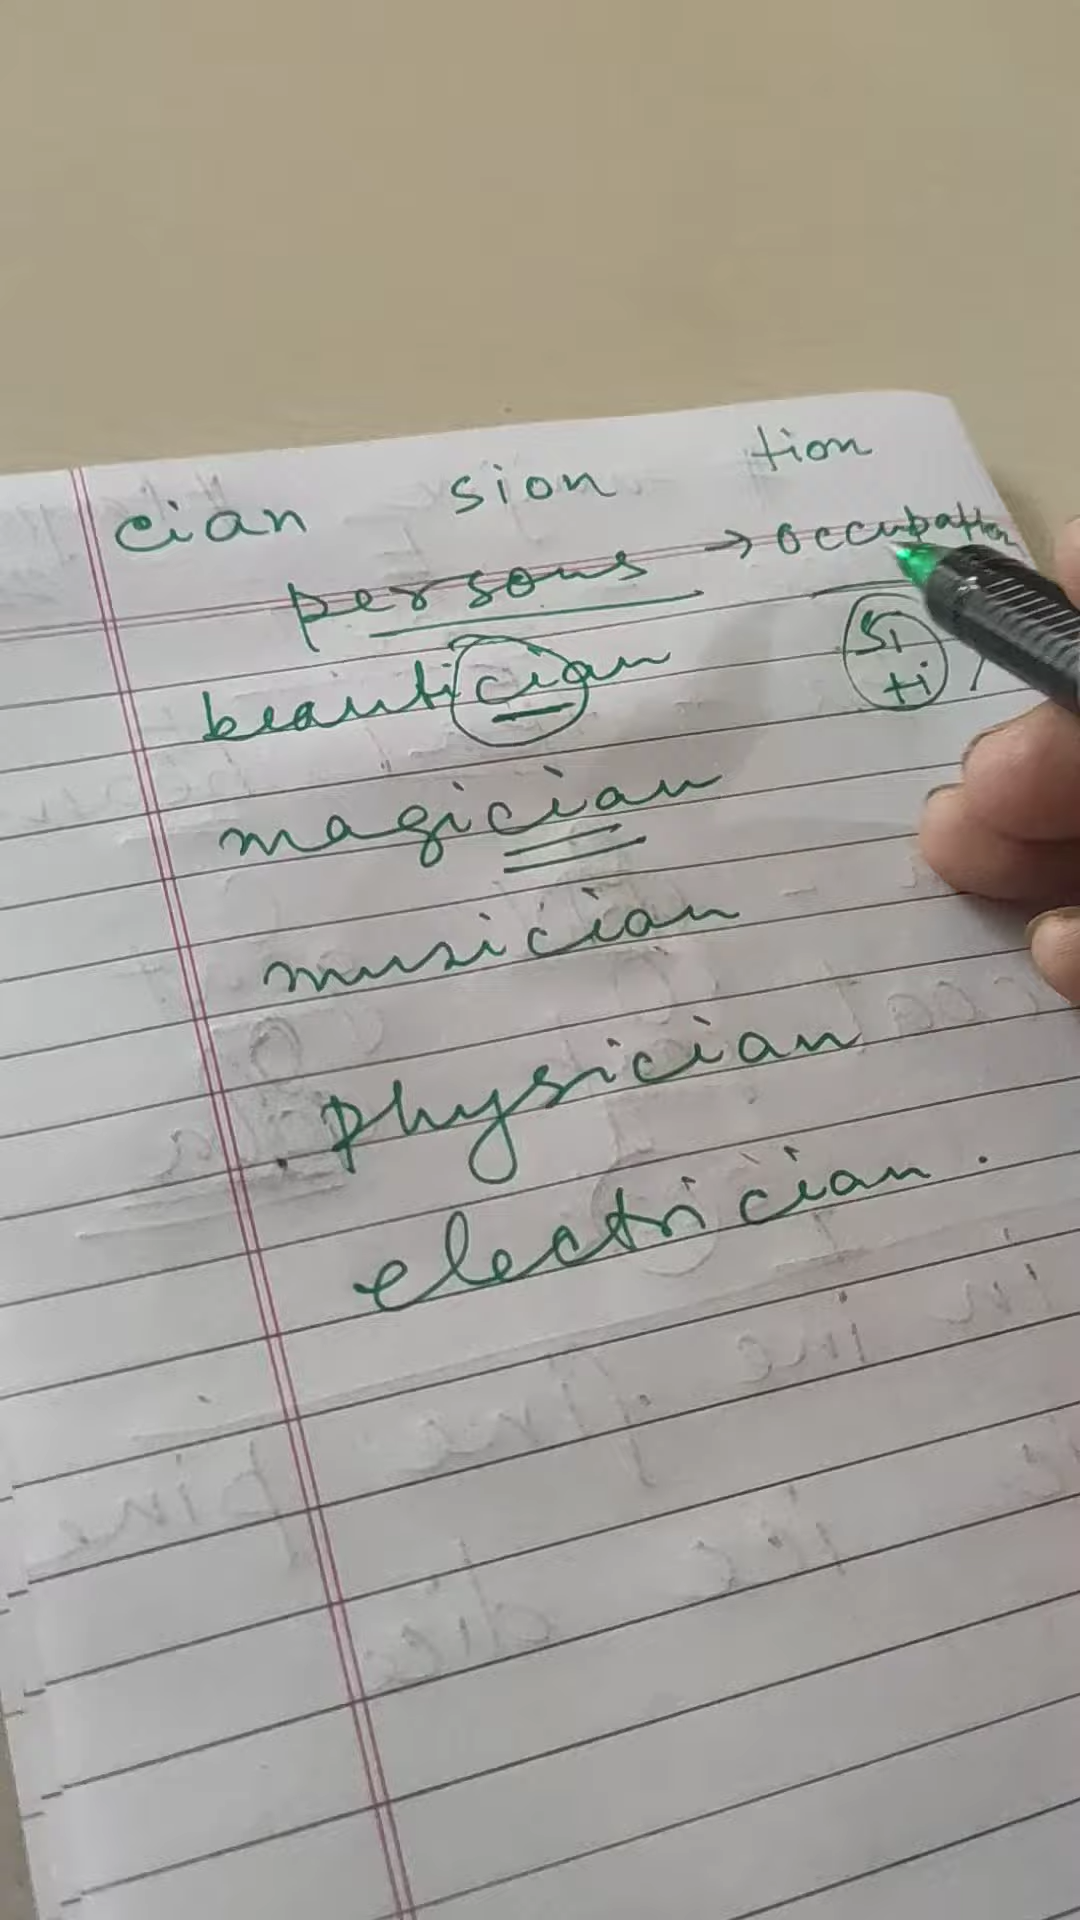 cian sion tion
persons → occupation
si
ti
beautician
magician
musician
physician
electrician.